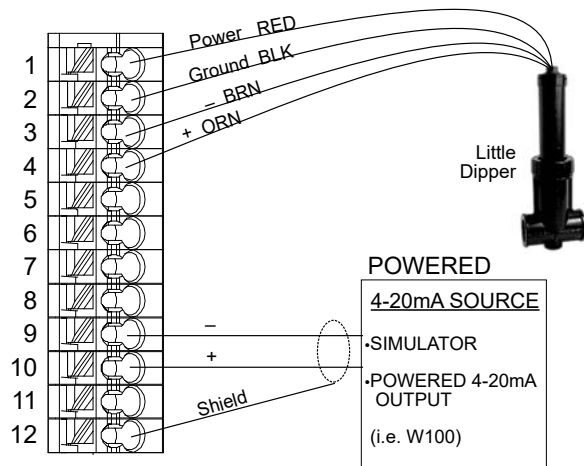 Power RED
Ground BLK
– BRN
+ ORN
1
2
3
4
5
6
7
8
9
10
11
12
Little
Dipper
–
+
Shield
POWERED
4-20mA SOURCE
•SIMULATOR
•POWERED 4-20mA
OUTPUT
(i.e. W100)